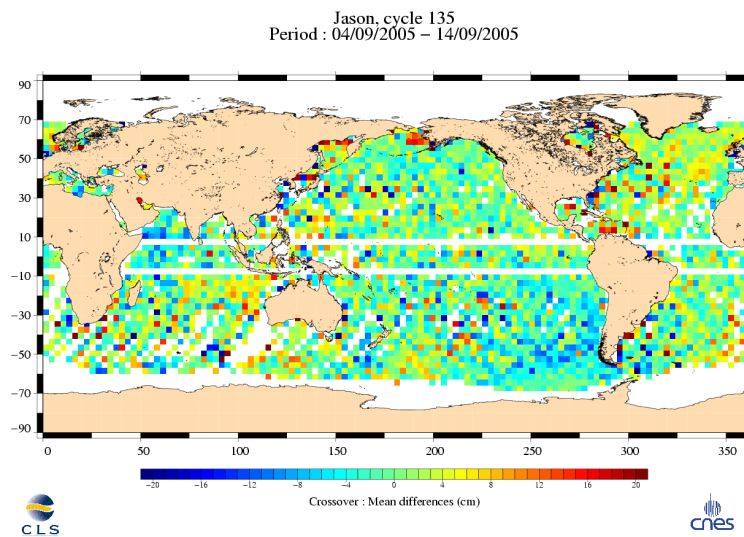 Jason, cycle 135
Period : 04/09/2005 − 14/09/2005
90
70
50
30
10
−10
−30
−50
−70
−90
0 50 100 150 200 250 300 350
−20 −16 −12 −8 −4 0 4 8 12 16 20
Crossover : Mean differences (cm)
CLS
cnes